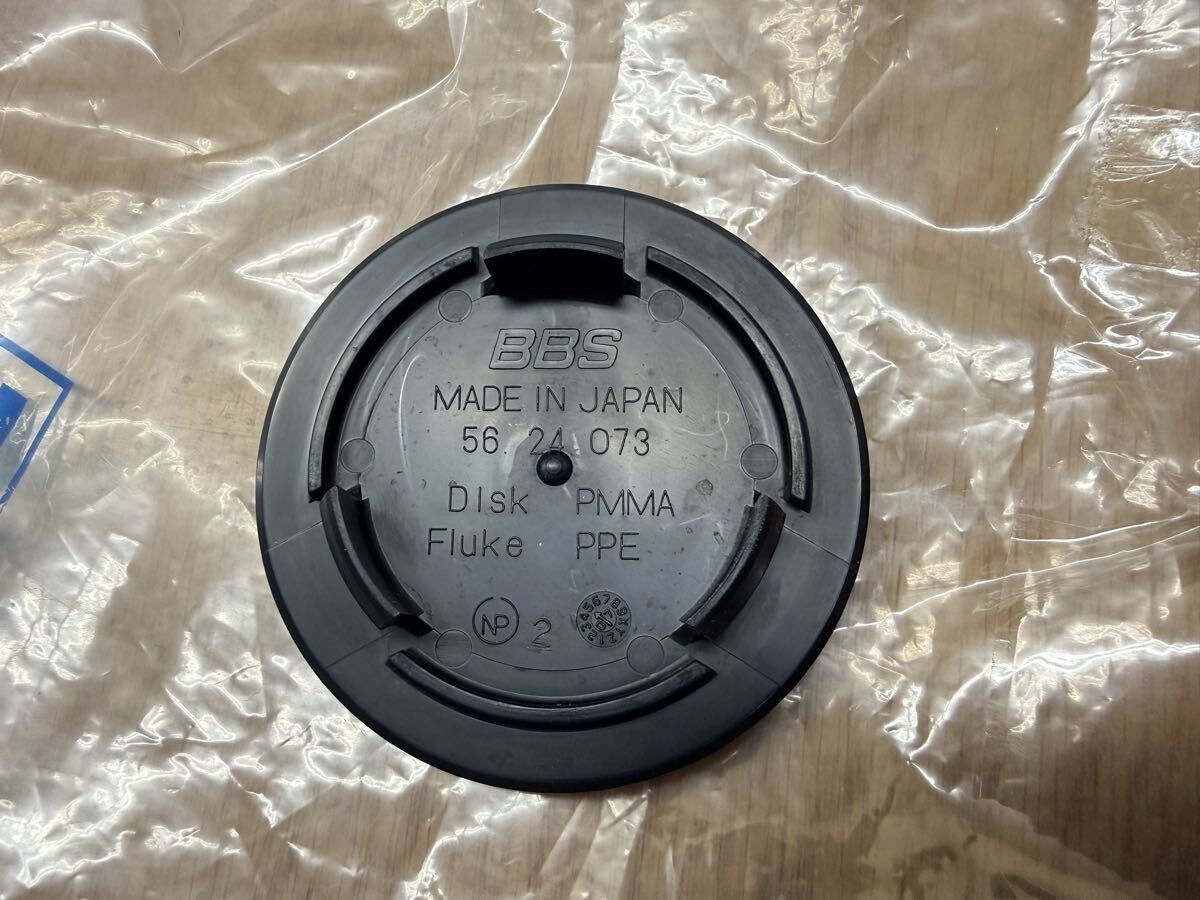 BBS
MADE IN JAPAN
56. 24 073
DIsk PMMA
Fluke PPE
NP 2